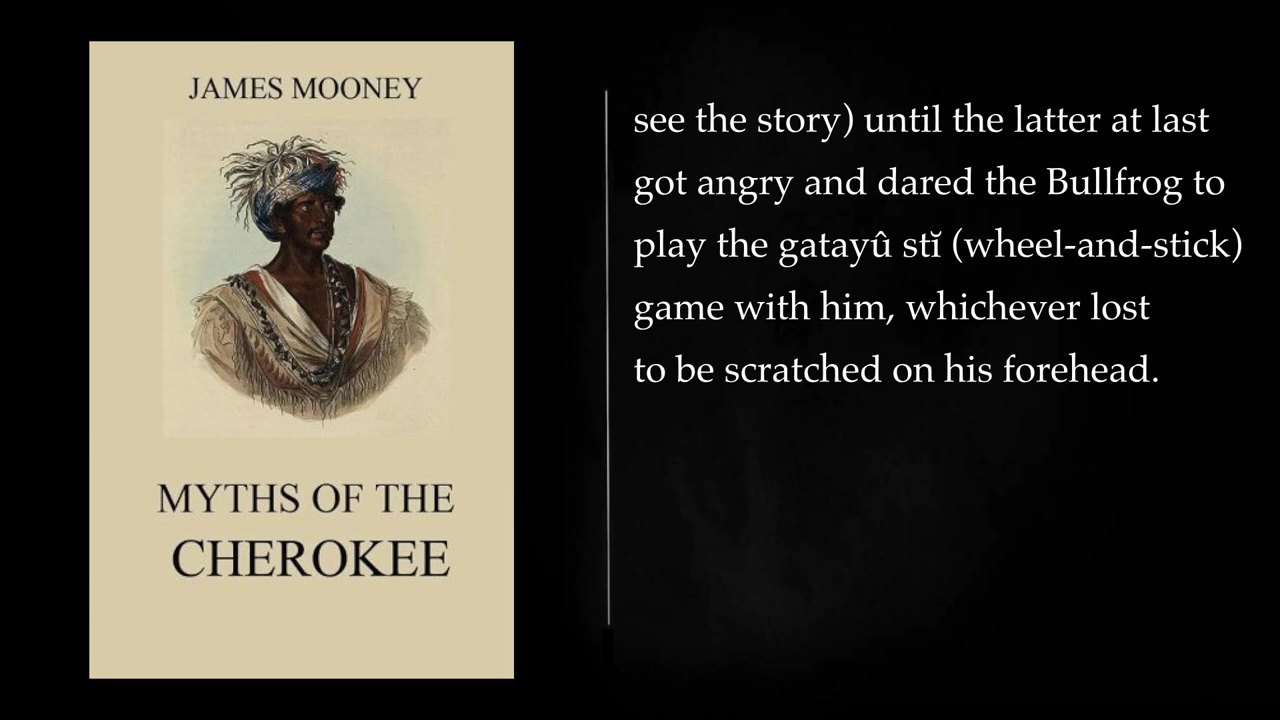 JAMES MOONEY
MYTHS OF THE
CHEROKEE
see the story) until the latter at last
got angry and dared the Bullfrog to
play the gatayû stĭ (wheel-and-stick)
game with him, whichever lost
to be scratched on his forehead.